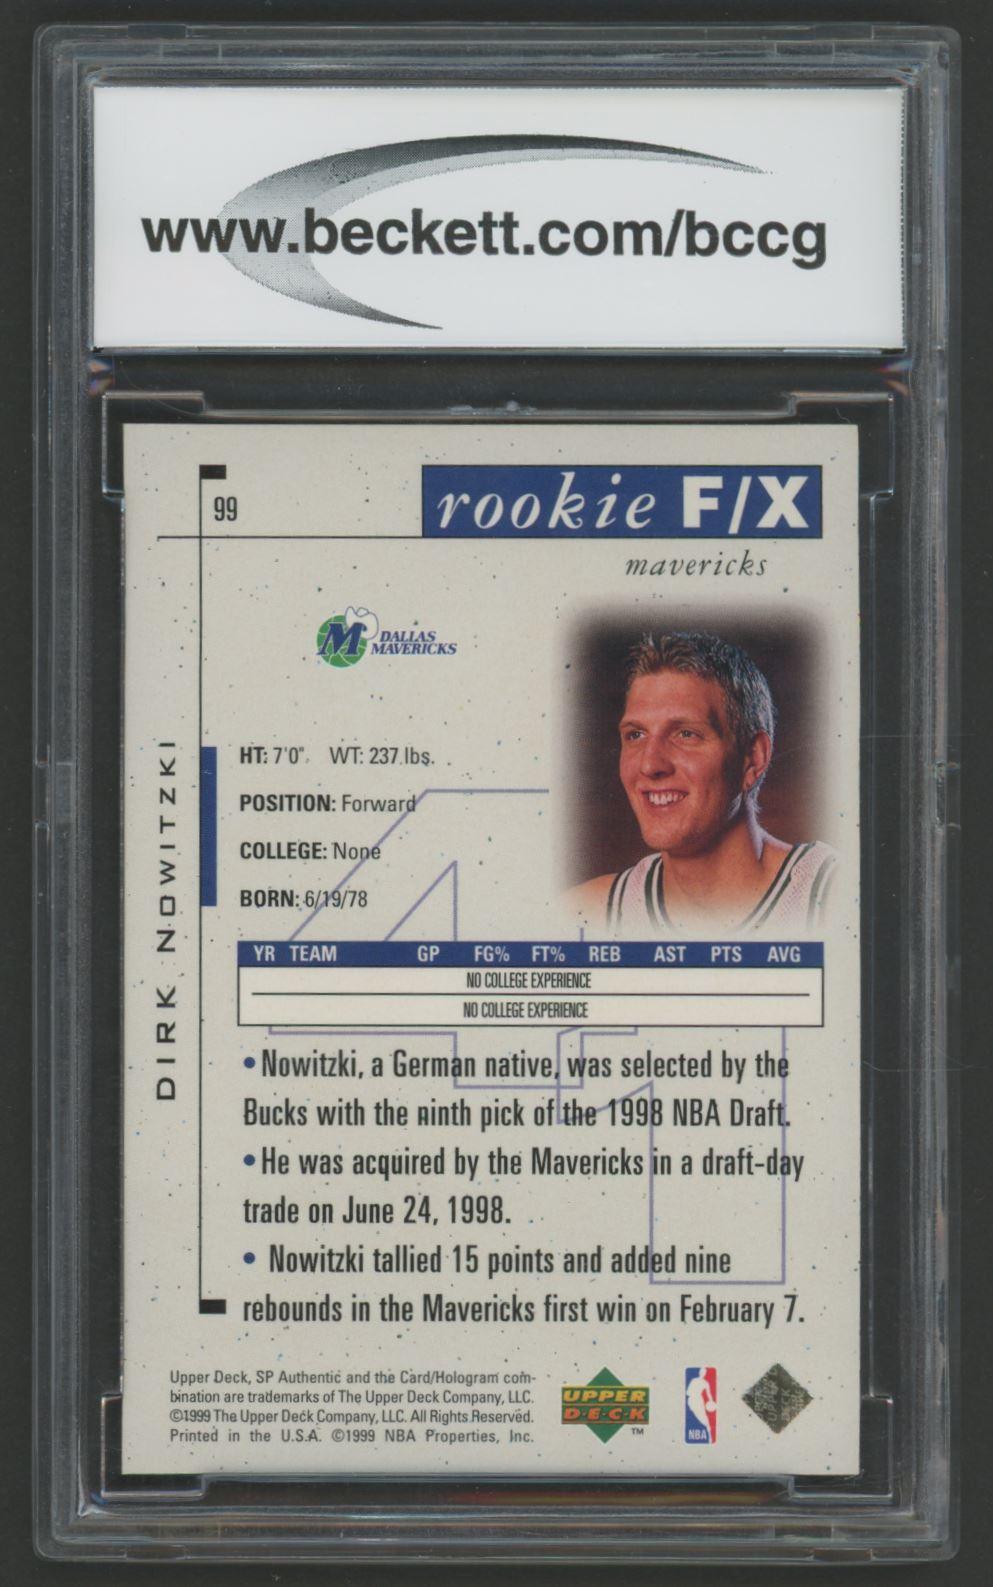 www.beckett.com/bccg
99
rookie F/X
mavericks
M DALLAS
MAVERICKS
DIRK NOWITZKI
HT: 7'0". WT: 237 lbs.
POSITION: Forward
COLLEGE: None
BORN: 6/19/78
YR TEAM GP FG% FT% REB AST PTS AVG
NO COLLEGE EXPERIENCE
NO COLLEGE EXPERIENCE
• Nowitzki, a German native, was selected by the
Bucks with the ninth pick of the 1998 NBA Draft.
• He was acquired by the Mavericks in a draft-day
trade on June 24, 1998.
• Nowitzki tallied 15 points and added nine
rebounds in the Mavericks first win on February 7.
Upper Deck, SP Authentic and the Card/Hologram com-
bination are trademarks of The Upper Deck Company, LLC.
©1999 The Upper Deck Company, LLC. All Rights Reserved.
Printed in the U.S.A. ©1999 NBA Properties, Inc.
UPPER
DECK
TM
NBA